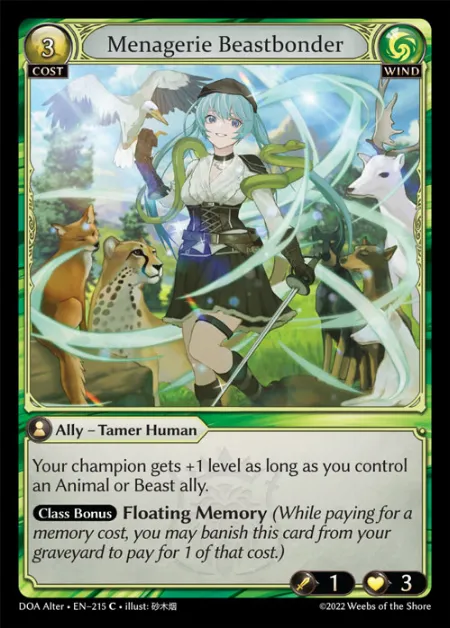 3
Menagerie Beastbonder
COST
WIND
Ally – Tamer Human
Your champion gets +1 level as long as you control
an Animal or Beast ally.
Class Bonus Floating Memory (While paying for a
memory cost, you may banish this card from your
graveyard to pay for 1 of that cost.)
1
3
DOA Alter • EN–215 C • illust: 砂木烟
©2022 Weebs of the Shore